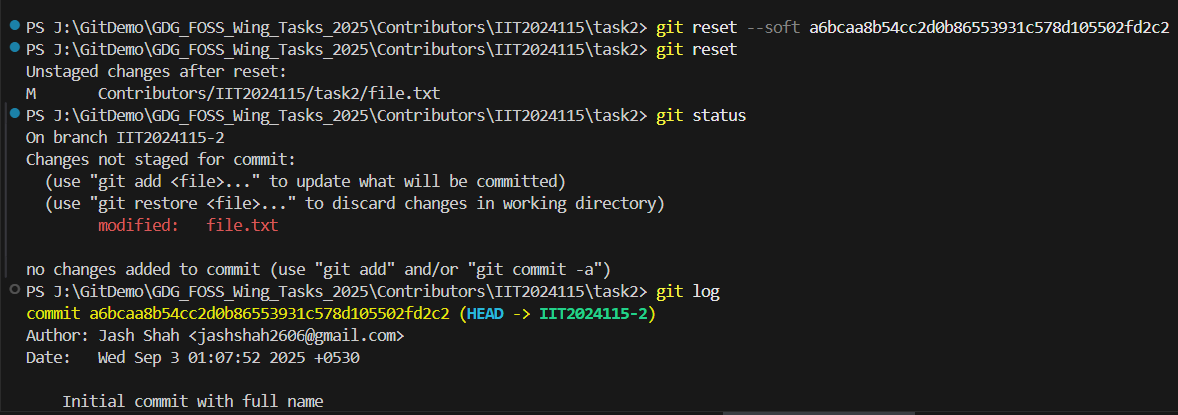 PS J:\GitDemo\GDG_FOSS_Wing_Tasks_2025\Contributors\IIT2024115\task2> git reset --soft a6bcaa8b54cc2d0b86553931c578d105502fd2c2
PS J:\GitDemo\GDG_FOSS_Wing_Tasks_2025\Contributors\IIT2024115\task2> git reset
Unstaged changes after reset:
M       Contributors/IIT2024115/task2/file.txt
PS J:\GitDemo\GDG_FOSS_Wing_Tasks_2025\Contributors\IIT2024115\task2> git status
On branch IIT2024115-2
Changes not staged for commit:
  (use "git add <file>..." to update what will be committed)
  (use "git restore <file>..." to discard changes in working directory)
        modified:   file.txt
no changes added to commit (use "git add" and/or "git commit -a")
PS J:\GitDemo\GDG_FOSS_Wing_Tasks_2025\Contributors\IIT2024115\task2> git log
commit a6bcaa8b54cc2d0b86553931c578d105502fd2c2 (HEAD -> IIT2024115-2)
Author: Jash Shah <jashshah2606@gmail.com>
Date:   Wed Sep 3 01:07:52 2025 +0530
    Initial commit with full name